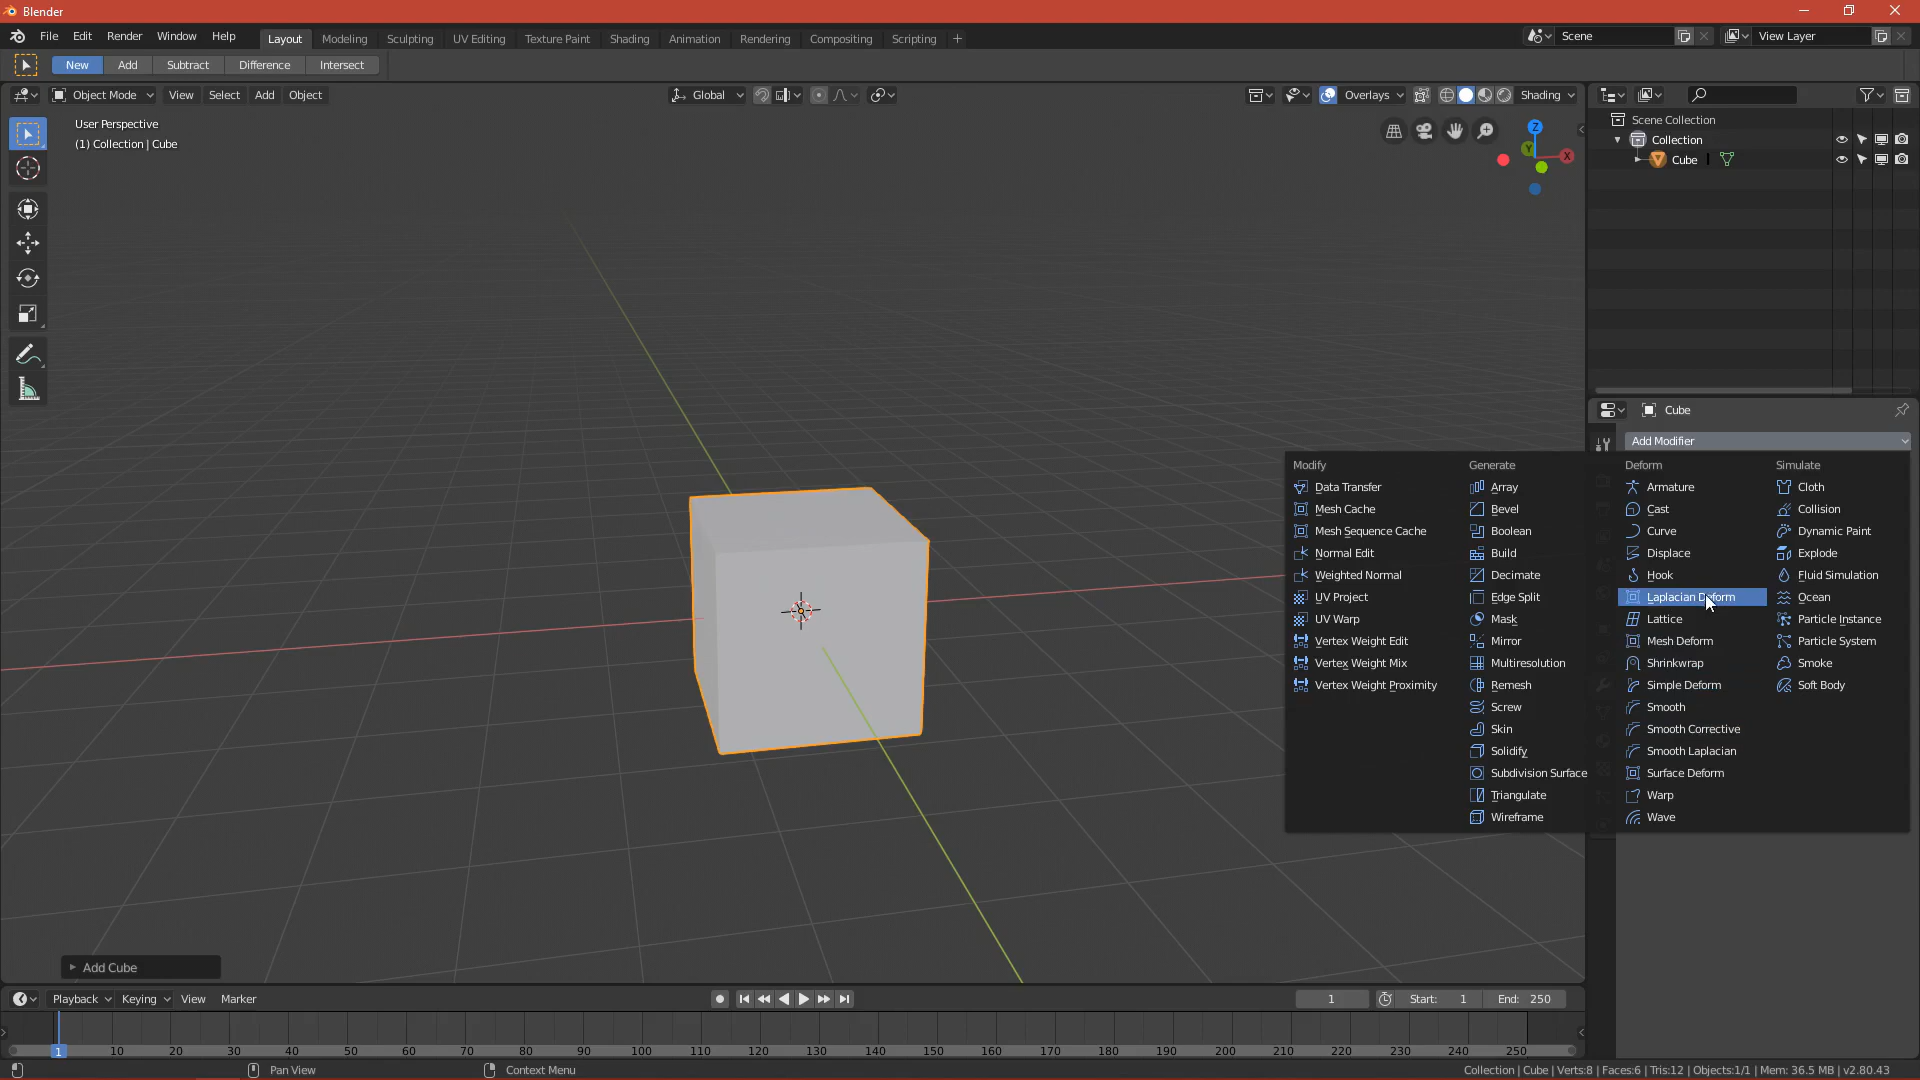 Blender
File Edit Render Window Help Layout Modeling Sculpting UV Editing Texture Paint Shading Animation Rendering Compositing Scripting + Scene View Layer
New Add Subtract Difference Intersect
Object Mode View Select Add Object Global Overlays Shading
User Perspective
(1) Collection | Cube
Z
Y
X
Scene Collection
Collection
Cube
Cube
Add Modifier
Modify Generate Deform Simulate
Data Transfer Array Armature Cloth
Mesh Cache Bevel Cast Collision
Mesh Sequence Cache Boolean Curve Dynamic Paint
Normal Edit Build Displace Explode
Weighted Normal Decimate Hook Fluid Simulation
UV Project Edge Split Laplacian Deform Ocean
UV Warp Mask Lattice Particle Instance
Vertex Weight Edit Mirror Mesh Deform Particle System
Vertex Weight Mix Multiresolution Shrinkwrap Smoke
Vertex Weight Proximity Remesh Simple Deform Soft Body
Screw Smooth
Skin Smooth Corrective
Solidify Smooth Laplacian
Subdivision Surface Surface Deform
Triangulate Warp
Wireframe Wave
Add Cube
Playback Keying View Marker 1 Start: 1 End: 250
1 10 20 30 40 50 60 70 80 90 100 110 120 130 140 150 160 170 180 190 200 210 220 230 240 250
Pan View Context Menu Collection | Cube | Verts:8 | Faces:6 | Tris:12 | Objects:1/1 | Mem: 36.5 MB | v2.80.43